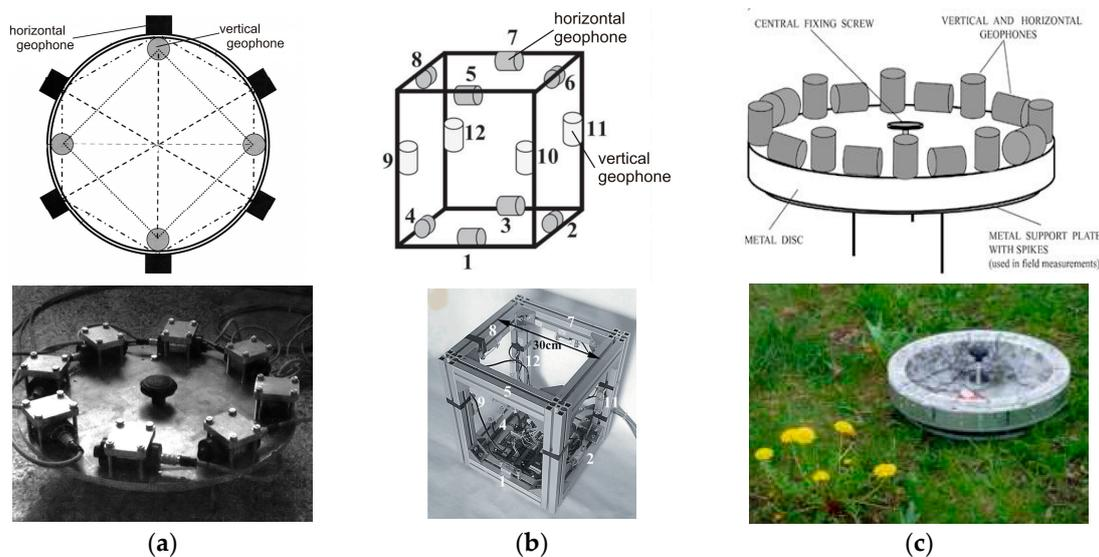 horizontal
geophone
vertical
geophone
7
horizontal
geophone
8
5
6
12
11
9
10
vertical
geophone
4
3
2
1
CENTRAL FIXING SCREW
VERTICAL AND HORIZONTAL
GEOPHONES
METAL DISC
METAL SUPPORT PLATE
WITH SPIKES
(used in field measurements)
7
8
30cm
12
5
9
11
4
2
1
(a)
(b)
(c)